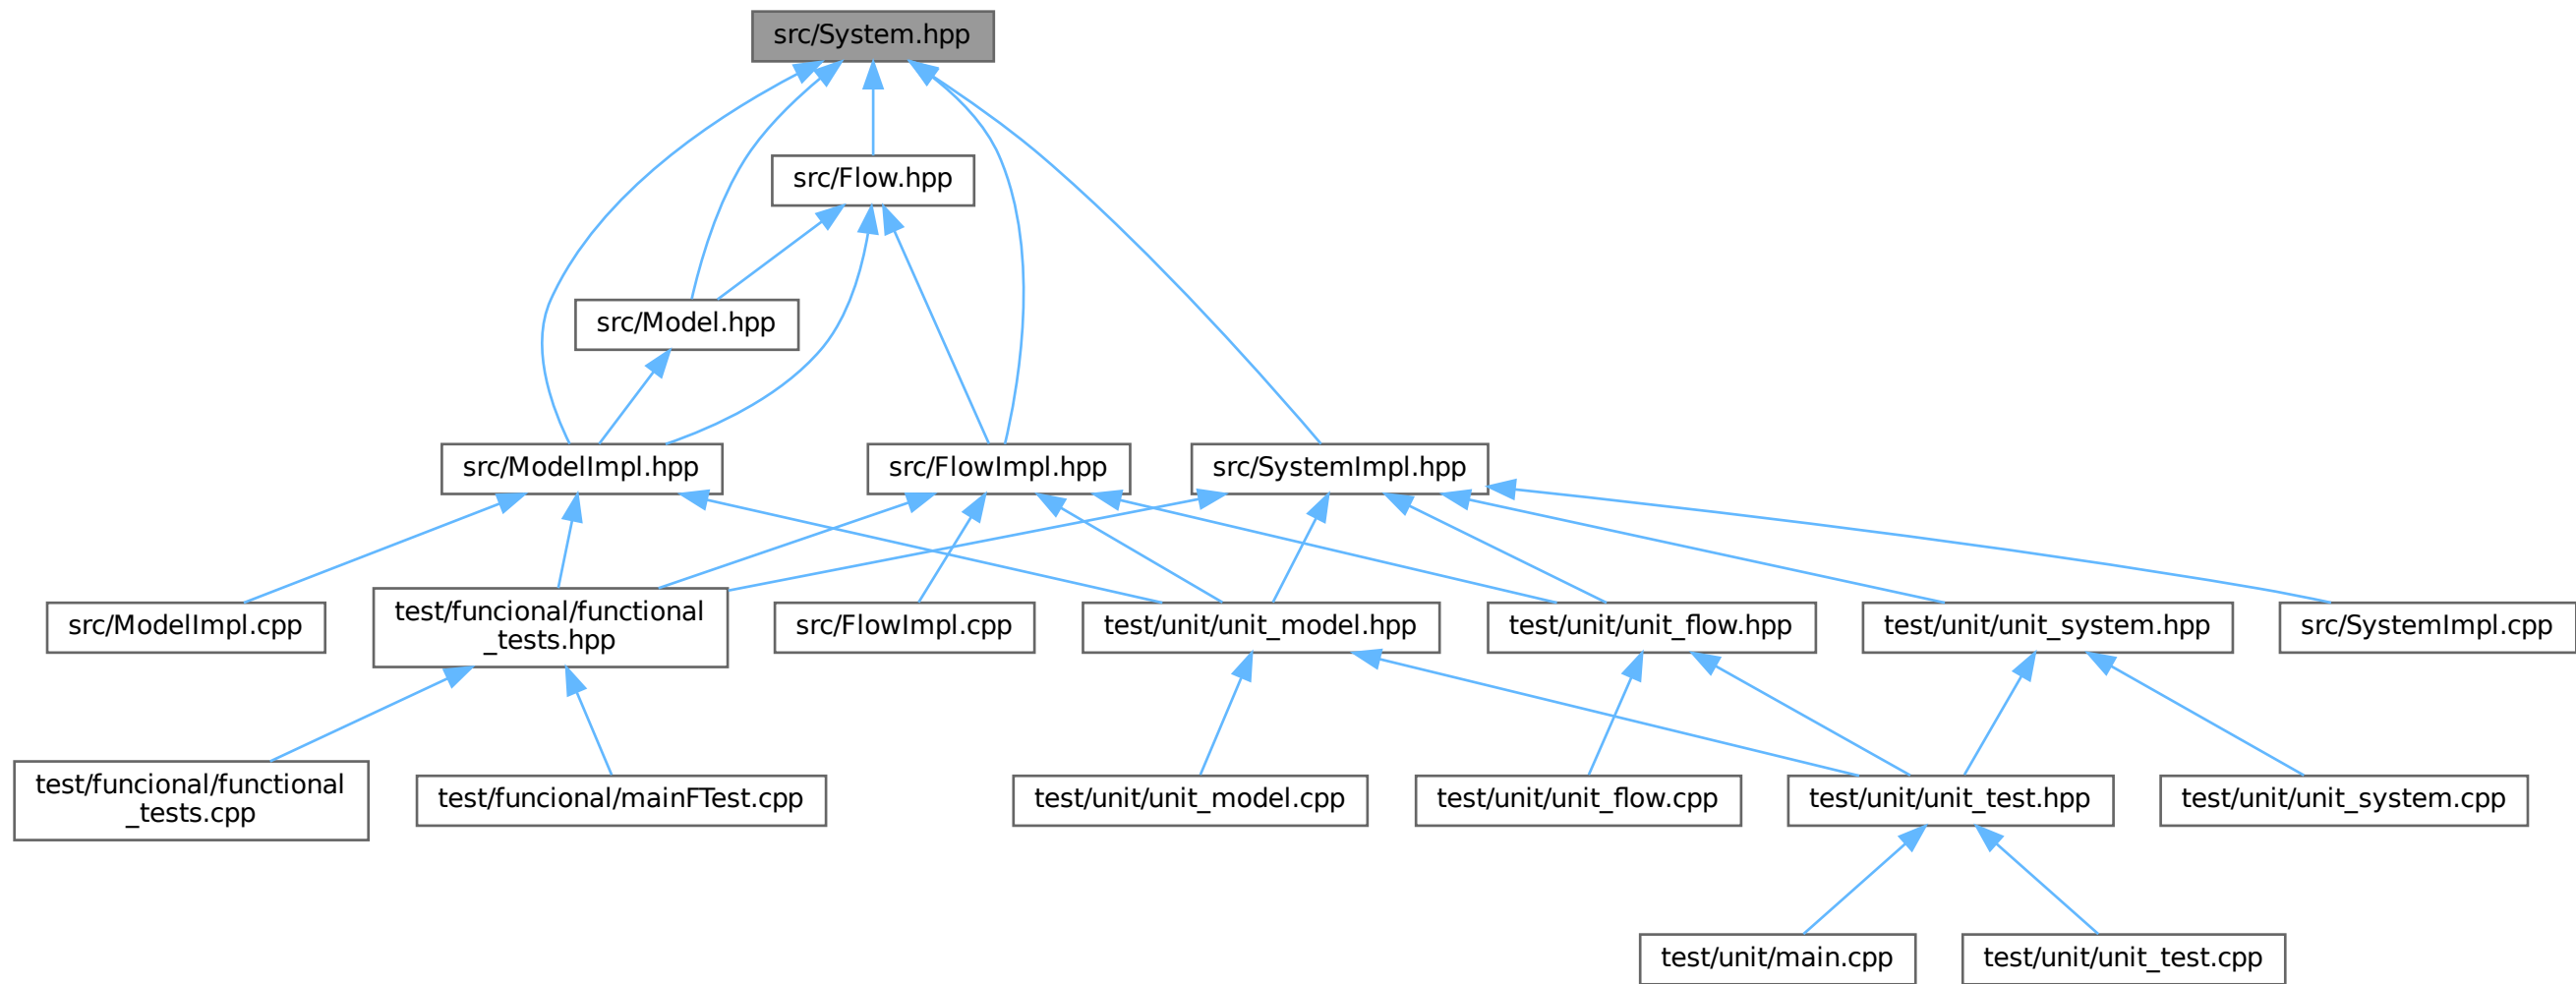 src/System.hpp
src/Flow.hpp
src/Model.hpp
src/ModelImpl.hpp
src/FlowImpl.hpp
src/SystemImpl.hpp
src/ModelImpl.cpp
test/funcional/functional
_tests.hpp
src/FlowImpl.cpp
test/unit/unit_model.hpp
test/unit/unit_flow.hpp
test/unit/unit_system.hpp
src/SystemImpl.cpp
test/funcional/functional
_tests.cpp
test/funcional/mainFTest.cpp
test/unit/unit_model.cpp
test/unit/unit_flow.cpp
test/unit/unit_test.hpp
test/unit/unit_system.cpp
test/unit/main.cpp
test/unit/unit_test.cpp